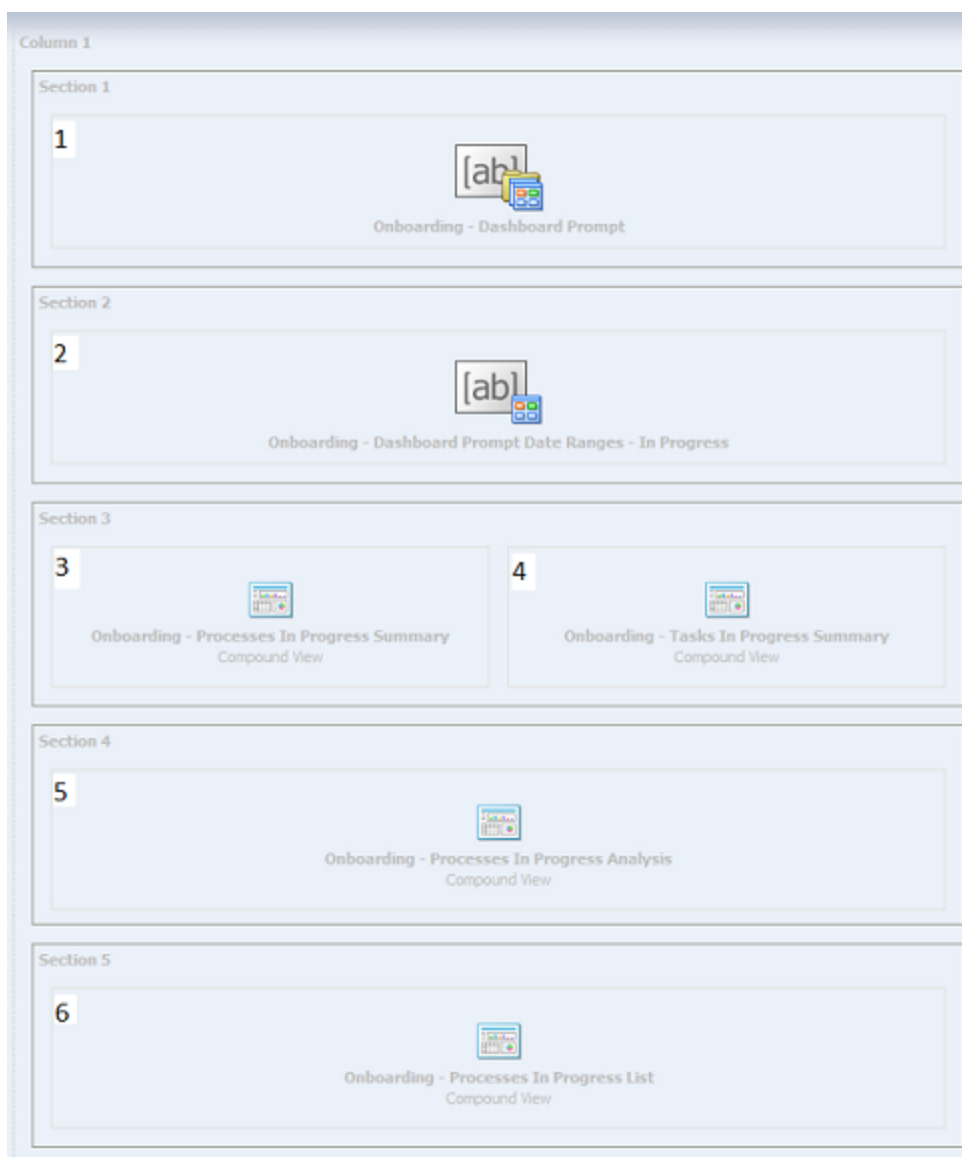 Column 1
Section 1
1
[ab]
Onboarding - Dashboard Prompt
Section 2
2
[ab]
Onboarding - Dashboard Prompt Date Ranges - In Progress
Section 3
3
Onboarding - Processes In Progress Summary
Compound View
4
Onboarding - Tasks In Progress Summary
Compound View
Section 4
5
Onboarding - Processes In Progress Analysis
Compound View
Section 5
6
Onboarding - Processes In Progress List
Compound View